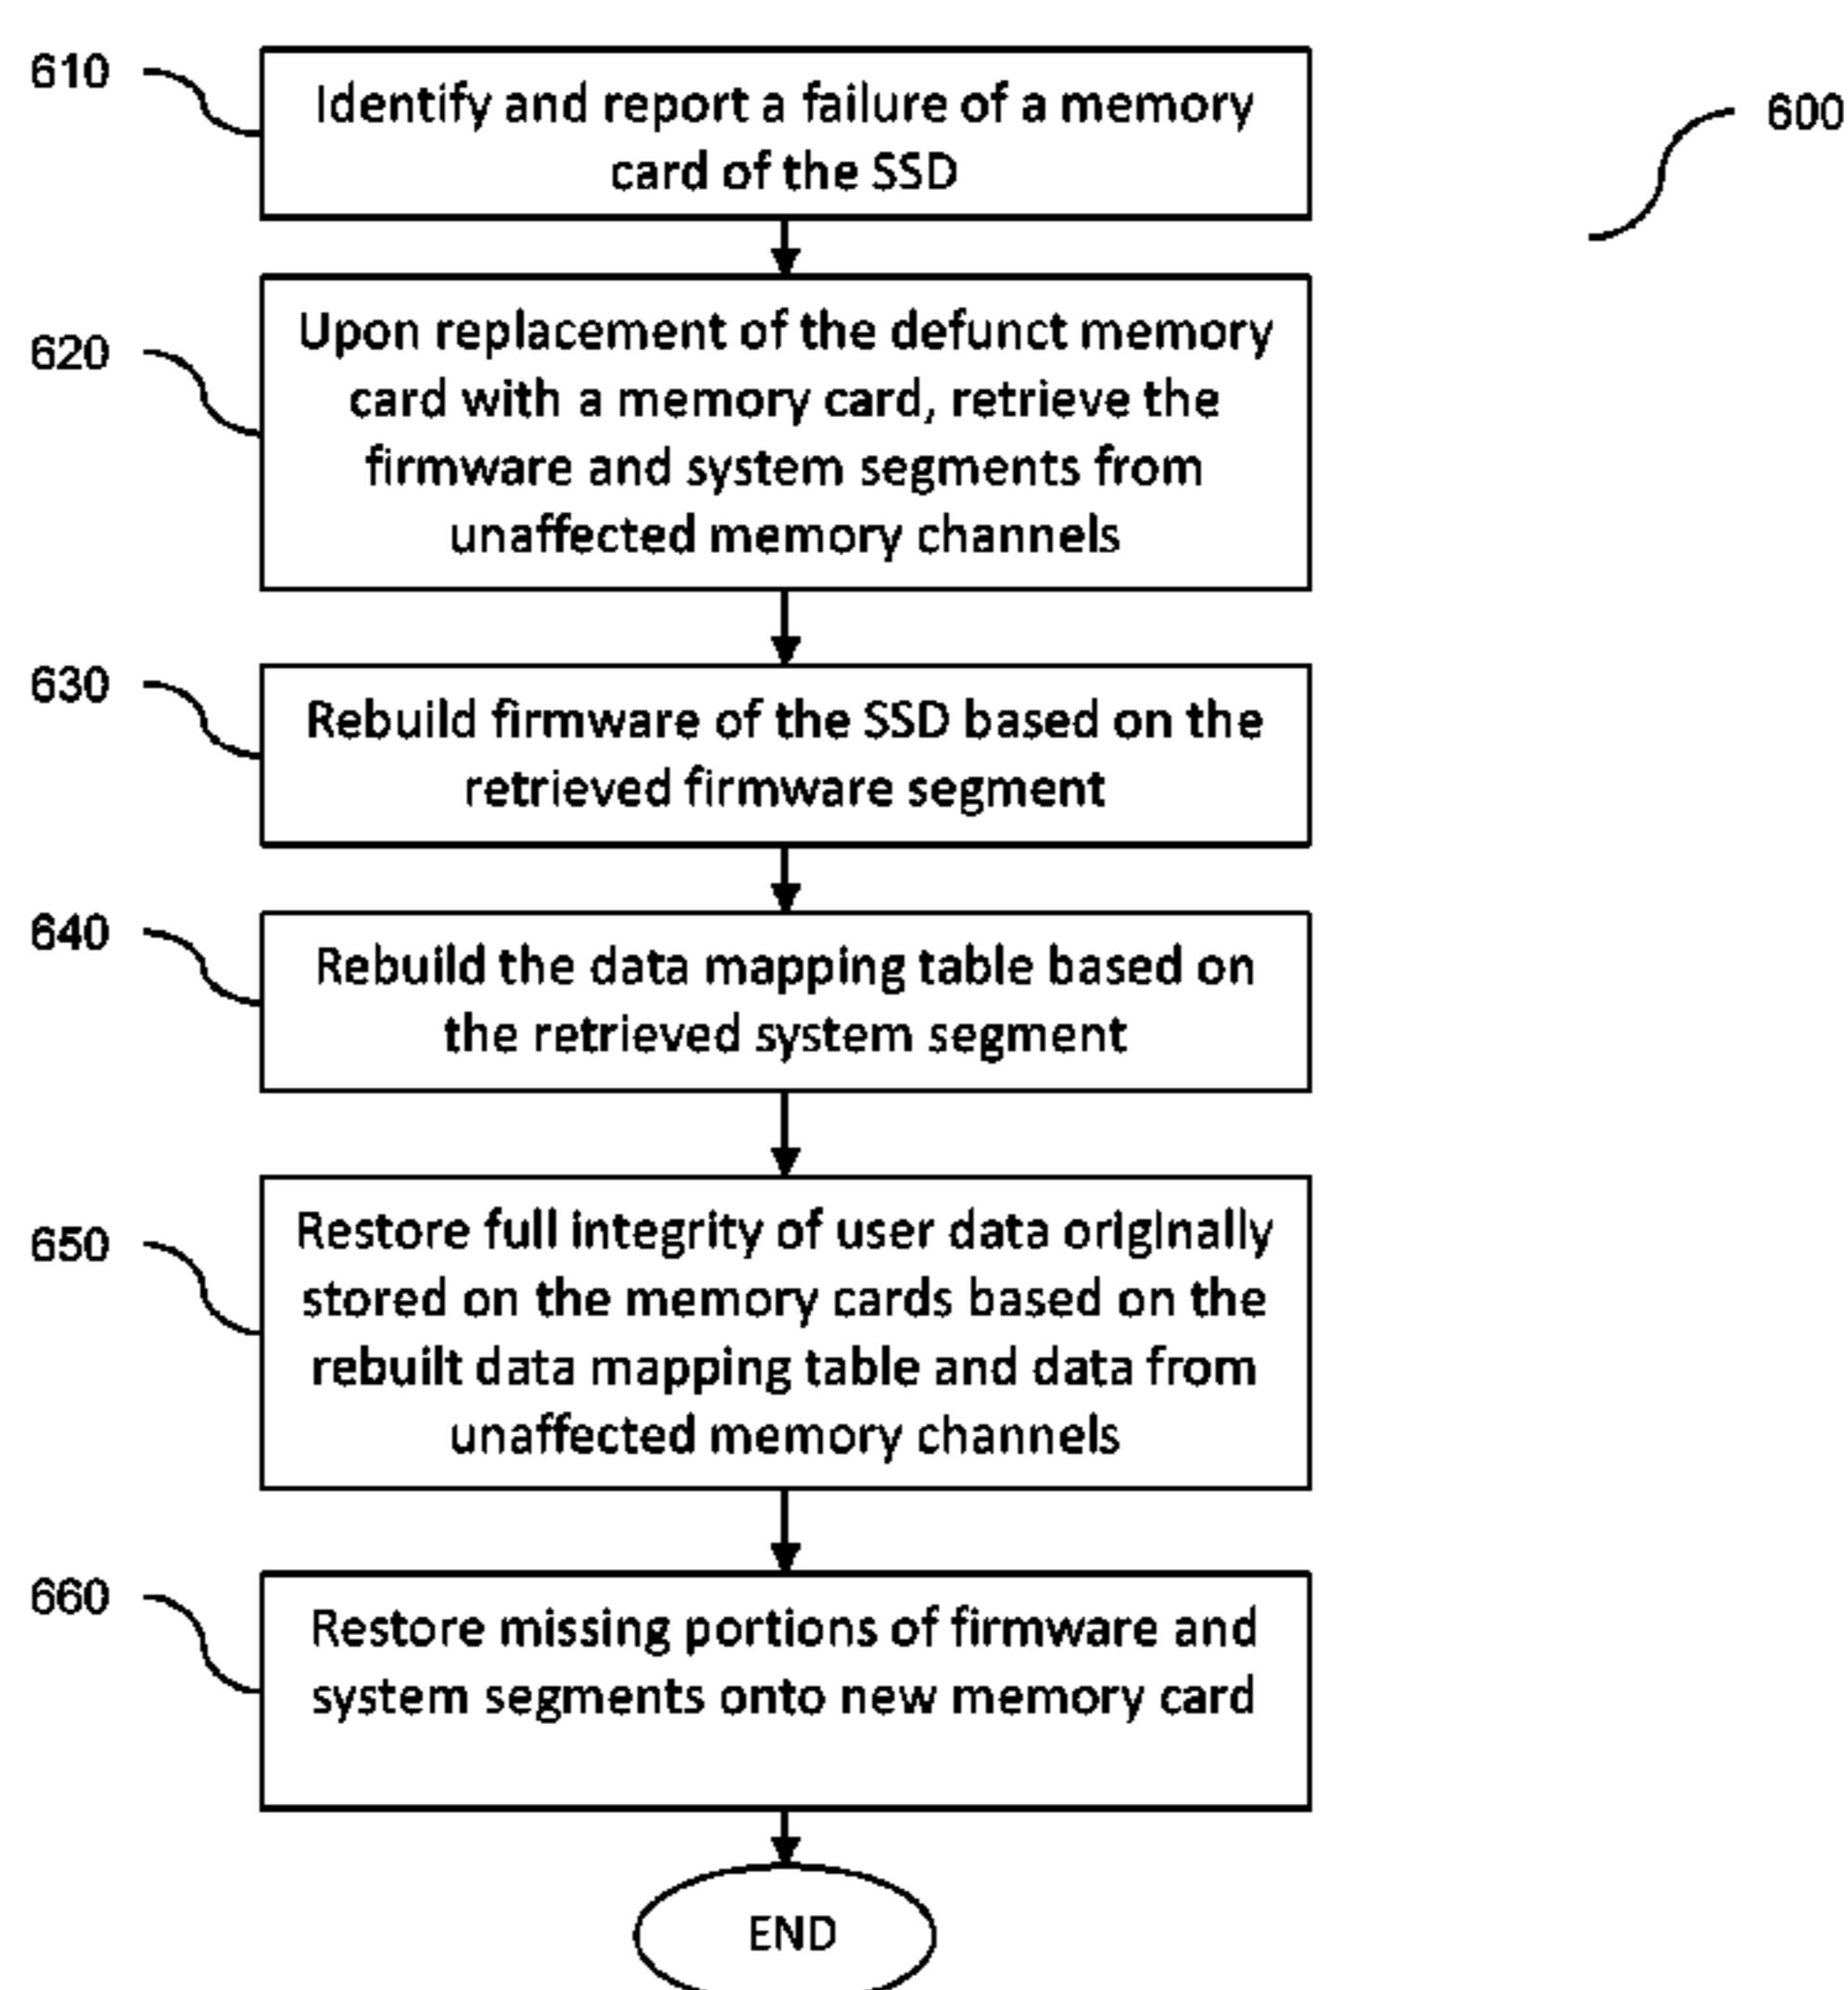 610
Identify and report a failure of a memory
card of the SSD
600
620
Upon replacement of the defunct memory
card with a memory card, retrieve the
firmware and system segments from
unaffected memory channels
630
Rebuild firmware of the SSD based on the
retrieved firmware segment
640
Rebuild the data mapping table based on
the retrieved system segment
650
Restore full integrity of user data originally
stored on the memory cards based on the
rebuilt data mapping table and data from
unaffected memory channels
660
Restore missing portions of firmware and
system segments onto new memory card
END